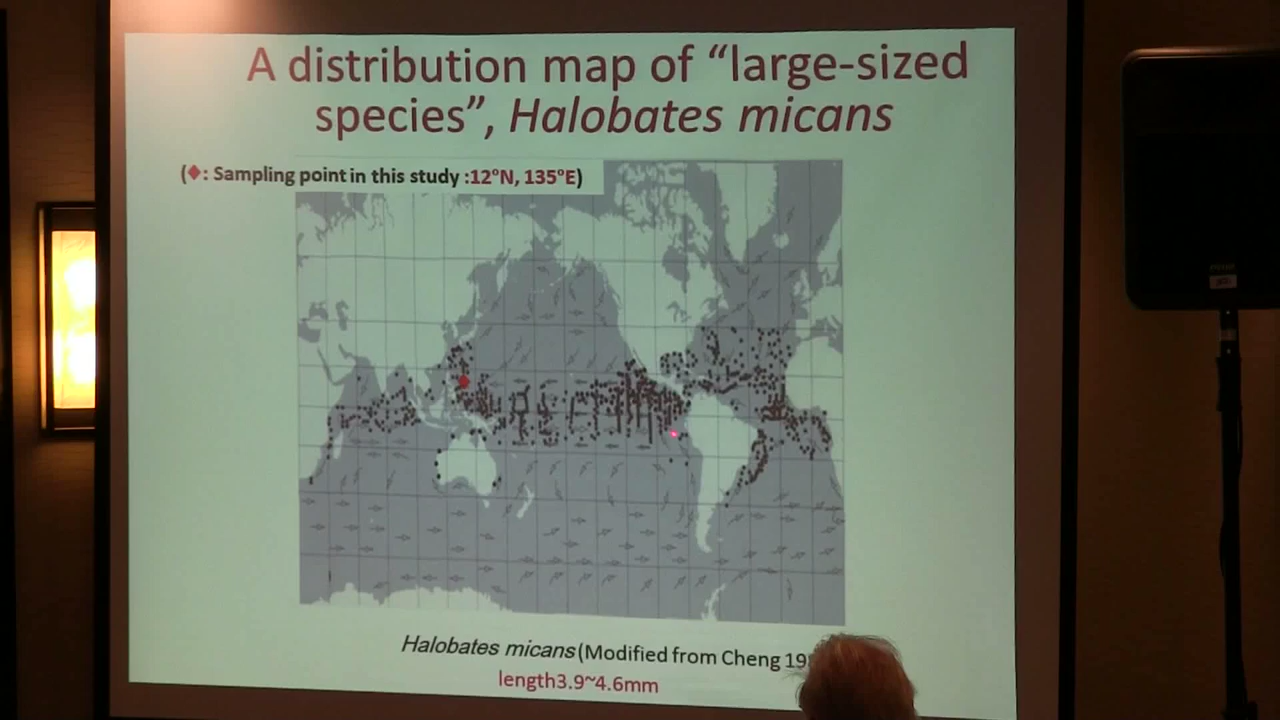 A distribution map of “large-sized
species”, Halobates micans
(♦: Sampling point in this study :12°N, 135°E)
Halobates micans(Modified from Cheng
length3.9~4.6mm